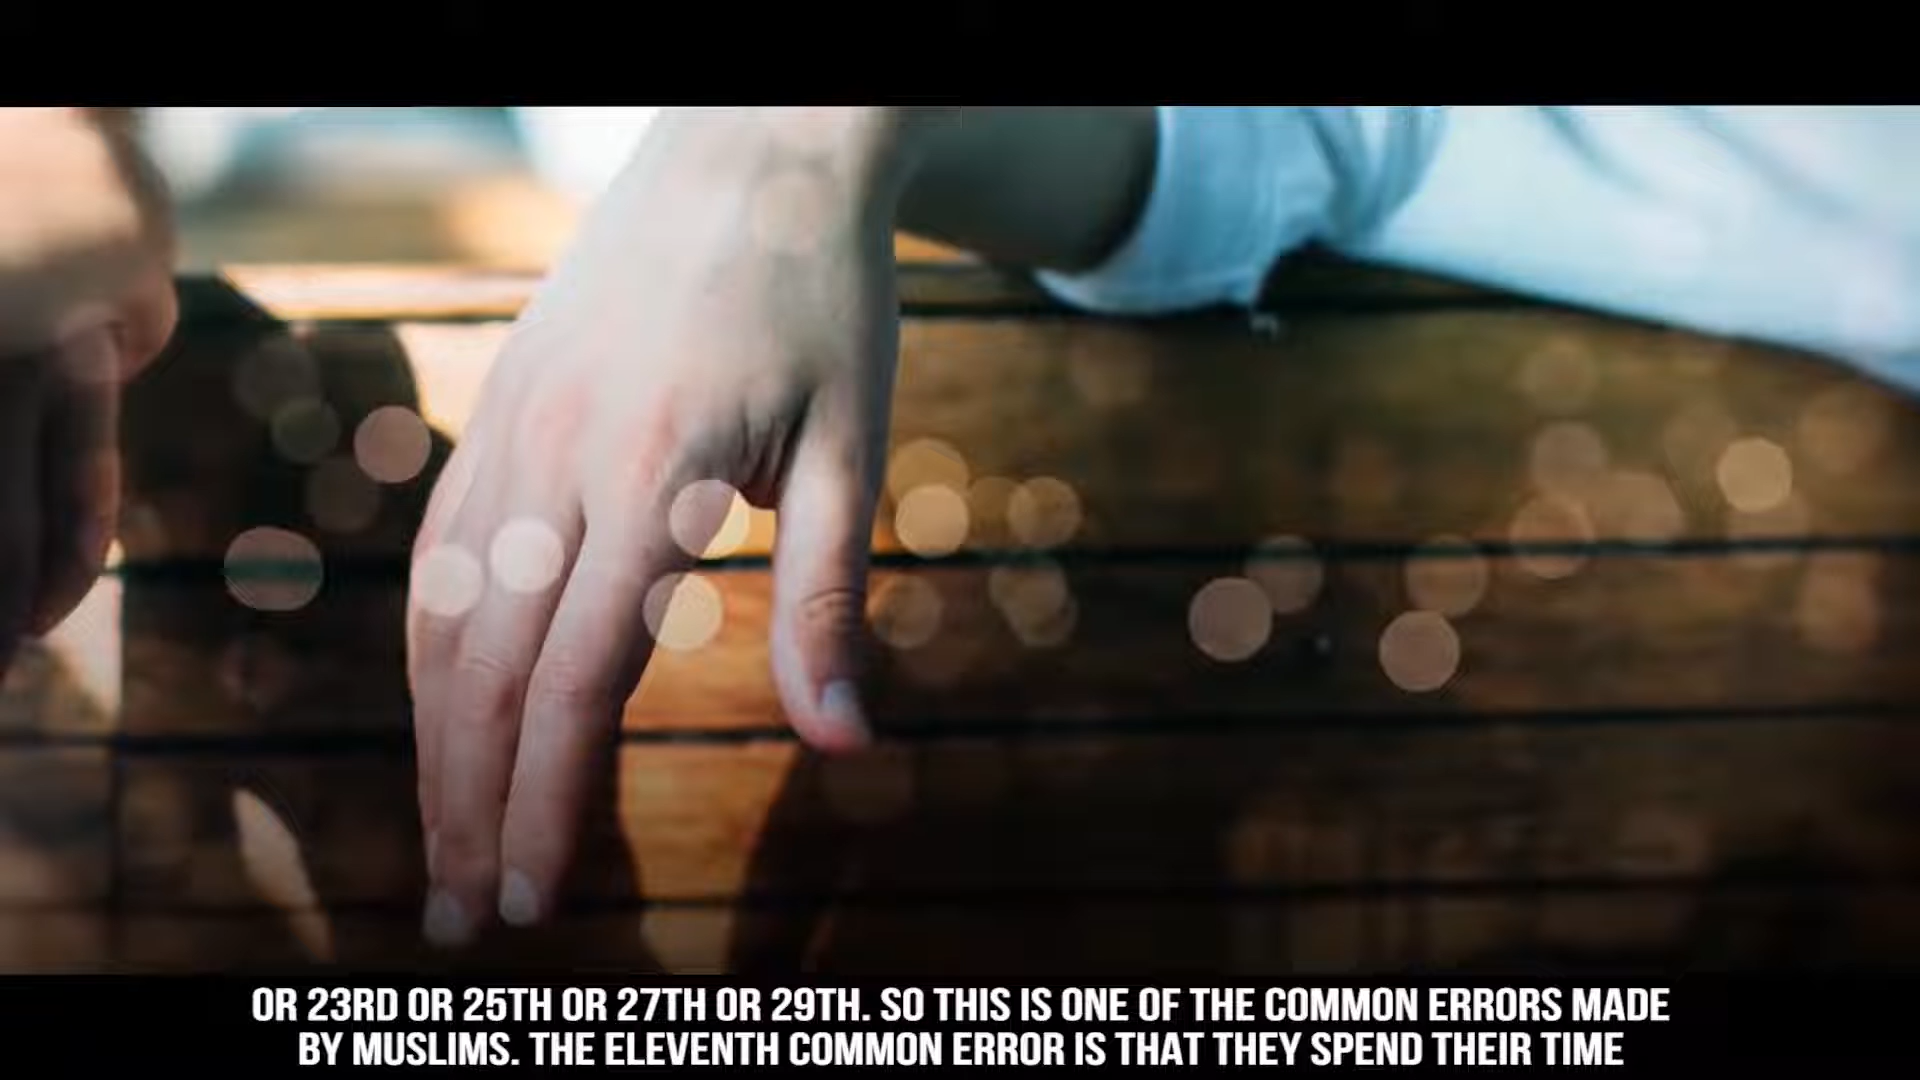 OR 23RD OR 25TH OR 27TH OR 29TH. SO THIS IS ONE OF THE COMMON ERRORS MADE
BY MUSLIMS. THE ELEVENTH COMMON ERROR IS THAT THEY SPEND THEIR TIME